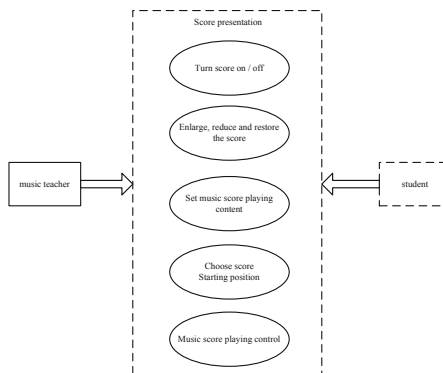 Score presentation
Turn score on / off
Enlarge, reduce and restore
the score
music teacher
student
Set music score playing
content
Choose score
Starting position
Music score playing control